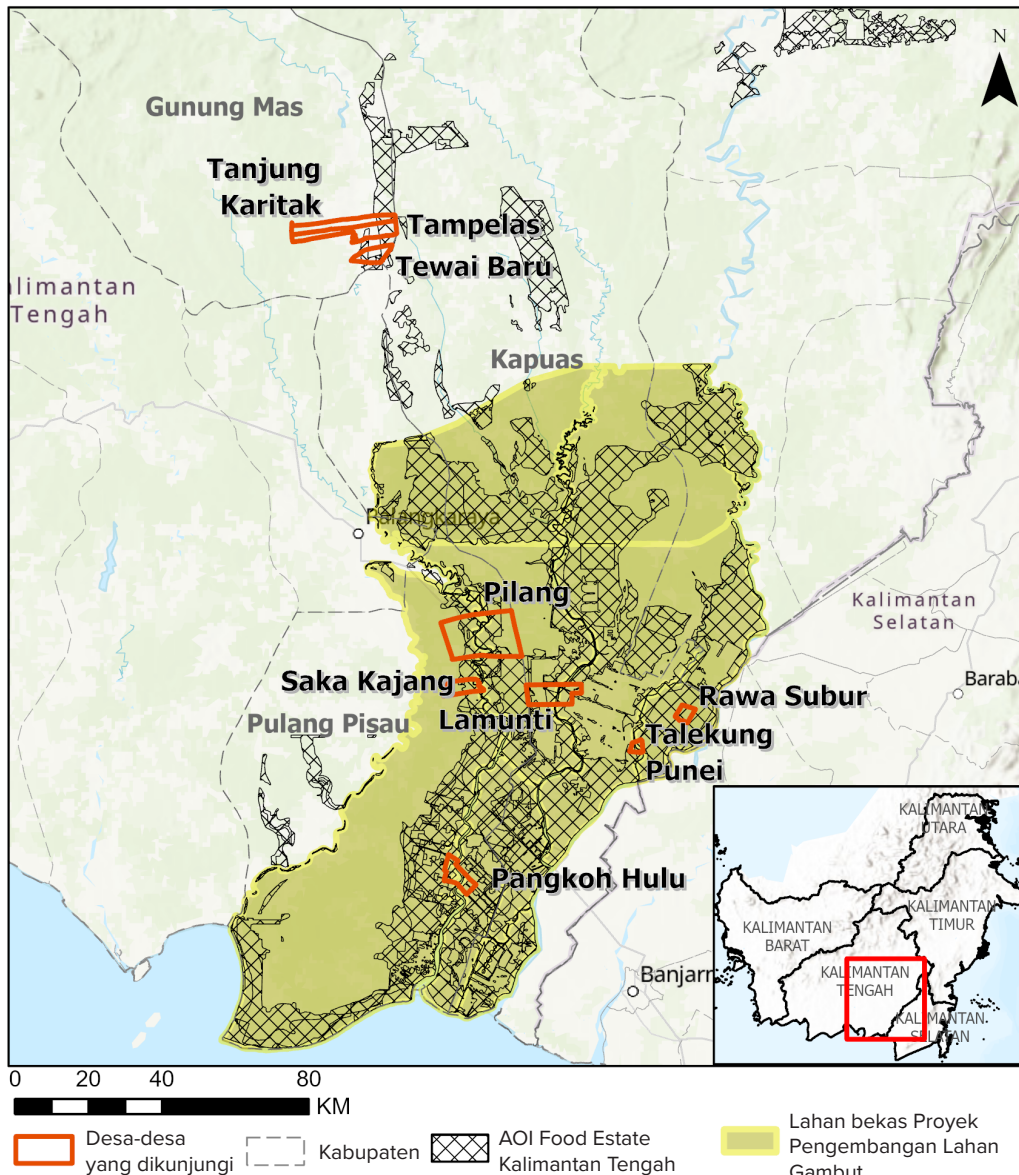 N
Gunung Mas
Tanjung
Karitak
Tampelas
Tewai Baru
alimantan
Tengah
Kapuas
Palangkaraya
Pilang
Kalimantan
Selatan
Saka Kajang
Lamunti
Rawa Subur
Baraba
Pulang Pisau
Talekung
Punei
Pangkoh Hulu
Banjarm
KALIMANTAN
UTARA
KALIMANTAN
TIMUR
KALIMANTAN
BARAT
KALIMANTAN
TENGAH
KALIMANTAN
SELATAN
0 20 40 80
KM
Desa-desa
yang dikunjungi
Kabupaten
AOI Food Estate
Kalimantan Tengah
Lahan bekas Proyek
Pengembangan Lahan
Gambut